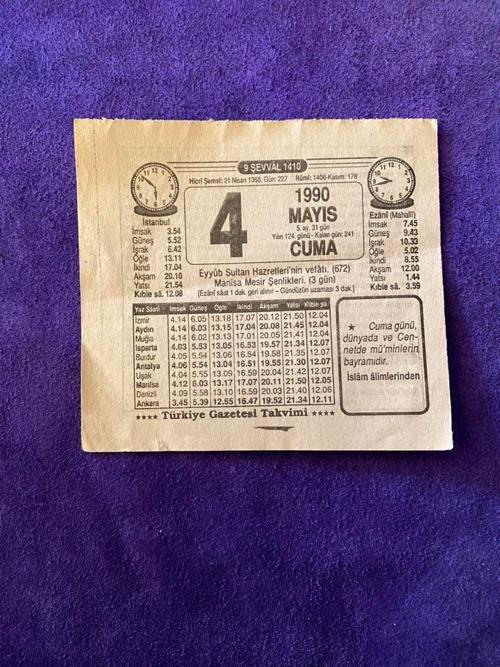 9 ŞEVVÂL 1410
Hicrî Şemsî: 21 Nisan 1368, Gün: 227 Rûmî: 1406-Kasım: 178
4
1990
MAYIS
5. ay, 31 gün
Yılın 124. günü - Kalan gün: 241
CUMA
İstanbul
İmsak 3.54
Güneş 5.52
İşrak 6.42
Öğle 13.11
İkindi 17.04
Akşam 20.10
Yatsı 21.54
Kıble sâ. 12.08
Ezânî (Mahallî)
İmsak 7.45
Güneş 9.43
İşrak 10.33
Öğle 5.02
İkindi 8.55
Akşam 12.00
Yatsı 1.44
Kıble sâ. 3.59
Eyyûb Sultan Hazretleri'nin vefâtı. (672)
Manisa Mesir Şenlikleri. (3 gün)
[Ezânî sâat 1 dak. geri alınır – Gündüzün uzaması 3 dak.]
Yaz Sâati İmsak Güneş Öğle İkindi Akşam Yatsı Kıble şa.
İzmir 4.14 6.05 13.18 17.07 20.12 21.50 12.04
Aydın 4.14 6.03 13.15 17.04 20.08 21.45 12.04
Muğla 4.14 6.02 13.13 17.01 20.05 21.41 12.04
Isparta 4.03 5.53 13.05 16.53 19.57 21.34 12.07
Burdur 4.05 5.54 13.06 16.54 19.58 21.35 12.07
Antalya 4.06 5.54 13.04 16.51 19.55 21.30 12.07
Uşak 4.04 5.55 13.09 16.59 20.04 21.42 12.07
Manisa 4.12 6.03 13.17 17.07 20.11 21.50 12.05
Denizli 4.09 5.58 13.10 16.59 20.03 21.40 12.06
Ankara 3.45 5.39 12.55 16.47 19.52 21.34 12.11
★ Cuma günü,
dünyada ve Cen-
netde mü'minlerin
bayramıdır.
İslâm âlimlerinden
★★★★ Türkiye Gazetesi Takvimi ★★★★